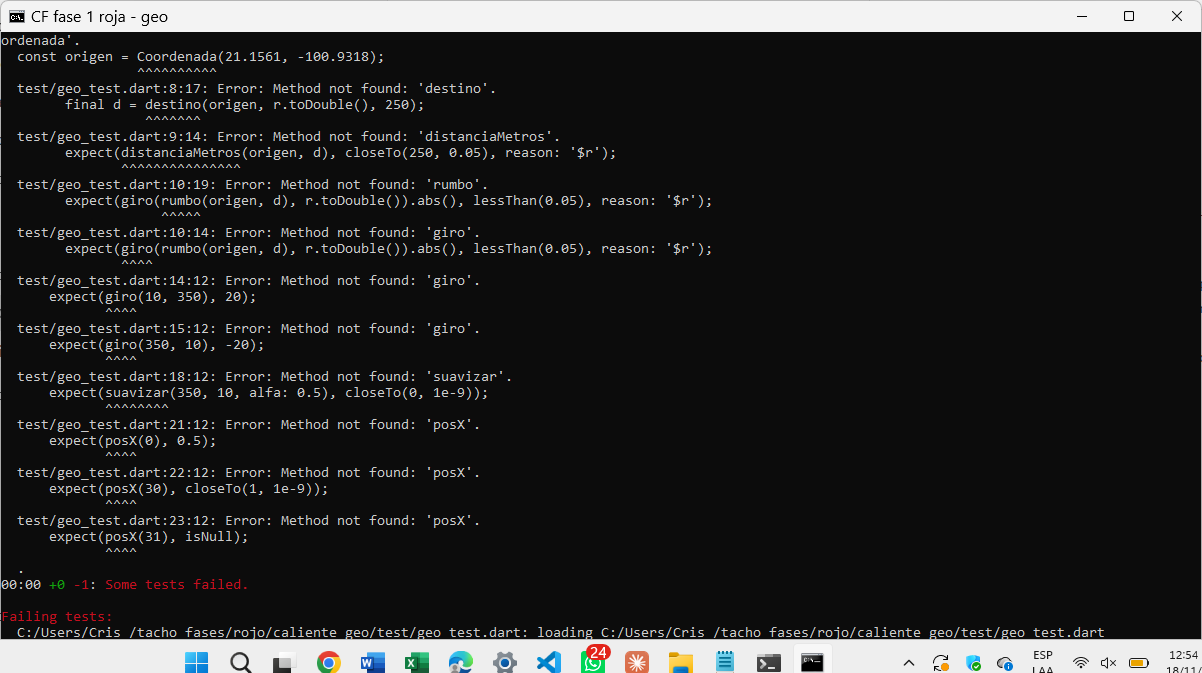 CF fase 1 roja - geo
ordenada'.
  const origen = Coordenada(21.1561, -100.9318);
                 ^^^^^^^^^^
  test/geo_test.dart:8:17: Error: Method not found: 'destino'.
        final d = destino(origen, r.toDouble(), 250);
                  ^^^^^^^
  test/geo_test.dart:9:14: Error: Method not found: 'distanciaMetros'.
        expect(distanciaMetros(origen, d), closeTo(250, 0.05), reason: '$r');
               ^^^^^^^^^^^^^^^
  test/geo_test.dart:10:19: Error: Method not found: 'rumbo'.
        expect(giro(rumbo(origen, d), r.toDouble()).abs(), lessThan(0.05), reason: '$r');
                    ^^^^^
  test/geo_test.dart:10:14: Error: Method not found: 'giro'.
        expect(giro(rumbo(origen, d), r.toDouble()).abs(), lessThan(0.05), reason: '$r');
               ^^^^
  test/geo_test.dart:14:12: Error: Method not found: 'giro'.
      expect(giro(10, 350), 20);
             ^^^^
  test/geo_test.dart:15:12: Error: Method not found: 'giro'.
      expect(giro(350, 10), -20);
             ^^^^
  test/geo_test.dart:18:12: Error: Method not found: 'suavizar'.
      expect(suavizar(350, 10, alfa: 0.5), closeTo(0, 1e-9));
             ^^^^^^^^
  test/geo_test.dart:21:12: Error: Method not found: 'posX'.
      expect(posX(0), 0.5);
             ^^^^
  test/geo_test.dart:22:12: Error: Method not found: 'posX'.
      expect(posX(30), closeTo(1, 1e-9));
             ^^^^
  test/geo_test.dart:23:12: Error: Method not found: 'posX'.
      expect(posX(31), isNull);
             ^^^^
  .
00:00 +0 -1: Some tests failed.
Failing tests:
  C:/Users/Cris /tacho fases/rojo/caliente geo/test/geo test.dart: loading C:/Users/Cris /tacho fases/rojo/caliente geo/test/geo test.dart
24
ESP
LAA
12:54
18/11/